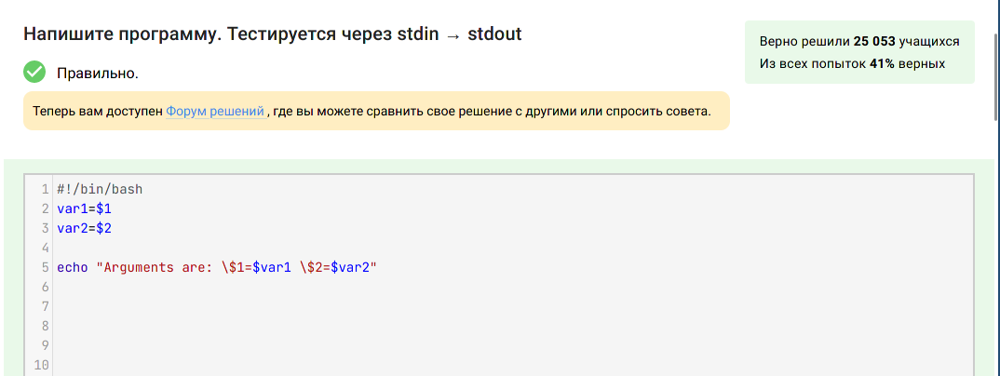 Напишите программу. Тестируется через stdin → stdout
Верно решили 25 053 учащихся
Из всех попыток 41% верных
Правильно.
Теперь вам доступен Форум решений , где вы можете сравнить свое решение с другими или спросить совета.
1 #!/bin/bash
2 var1=$1
3 var2=$2
4
5 echo "Arguments are: \$1=$var1 \$2=$var2"
6
7
8
9
10